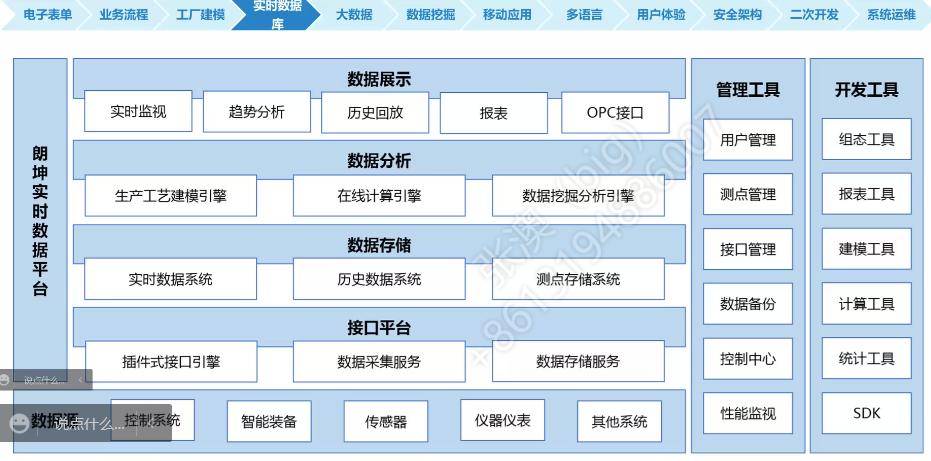 电子表单
业务流程
工厂建模
实时数据
库
大数据
数据挖掘
移动应用
多语言
用户体验
安全架构
二次开发
系统运维
朗坤实时数据平台
数据展示
实时监视
趋势分析
历史回放
报表
OPC接口
数据分析
生产工艺建模引擎
在线计算引擎
数据挖掘分析引擎
数据存储
实时数据系统
历史数据系统
测点存储系统
接口平台
插件式接口引擎
数据采集服务
数据存储服务
数据源
控制系统
智能装备
传感器
仪器仪表
其他系统
管理工具
用户管理
测点管理
接口管理
数据备份
控制中心
性能监视
开发工具
组态工具
报表工具
建模工具
计算工具
统计工具
SDK
说点什么...
说点什么...
张澳（big）
+8619194886007